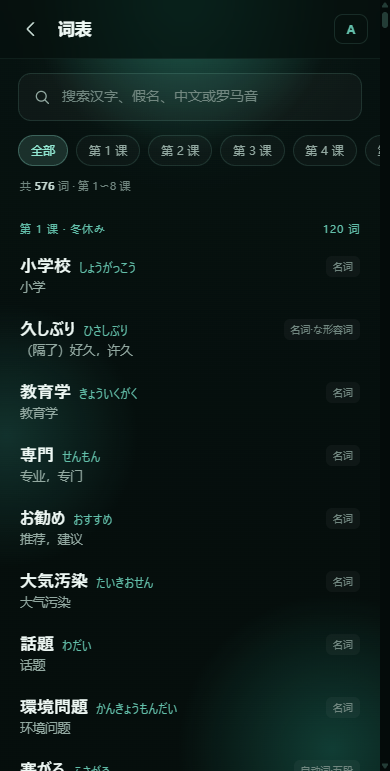 词表
A
搜索汉字、假名、中文或罗马音
全部 第 1 课 第 2 课 第 3 课 第 4 课
共 576 词 · 第 1–8 课
第 1 课 · 冬休み 120 词
小学校 しょうがっこう 名词
小学
久しぶり ひさしぶり 名词·な形容词
（隔了）好久，许久
教育学 きょういくがく 名词
教育学
専門 せんもん 名词
专业，专门
お勧め おすすめ 名词
推荐，建议
大気汚染 たいきおせん 名词
大气污染
話題 わだい 名词
话题
環境問題 かんきょうもんだい 名词
环境问题